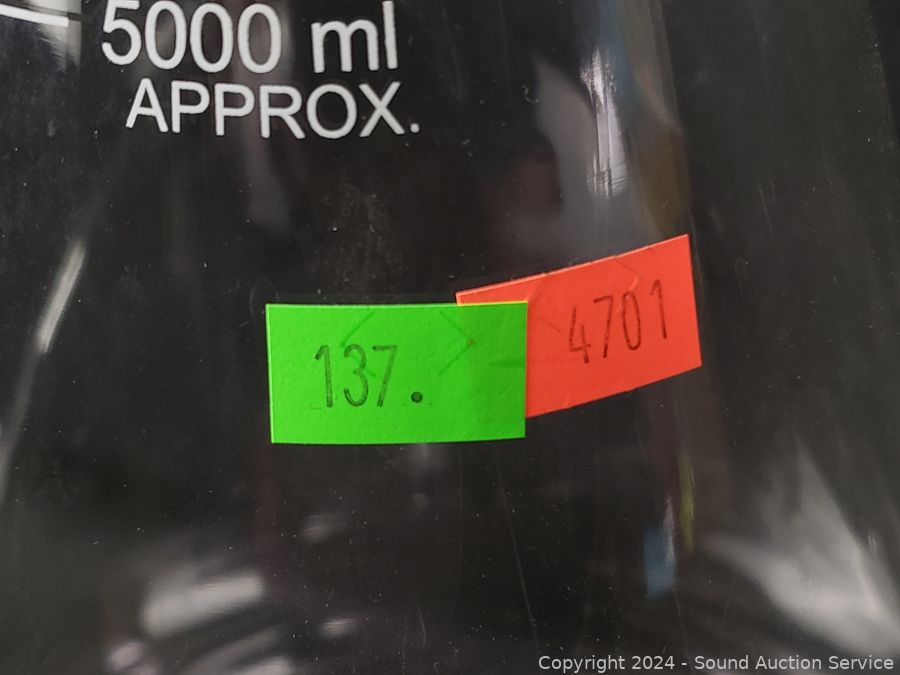 5000 ml
APPROX.
4701
137.
Copyright 2024 - Sound Auction Service